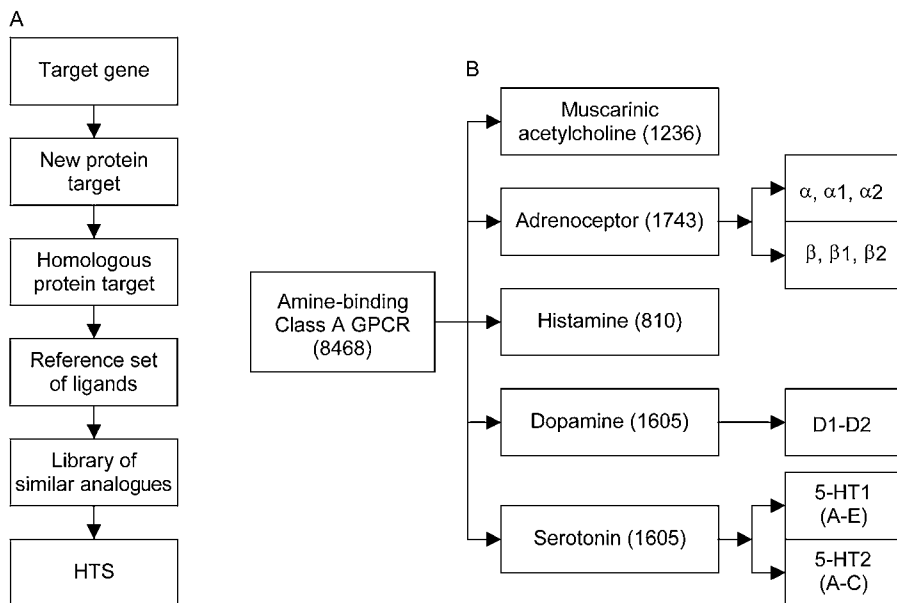 A
Target gene
New protein
target
Homologous
protein target
Reference set
of ligands
Library of
similar analogues
HTS
B
Amine-binding
Class A GPCR
(8468)
Muscarinic
acetylcholine (1236)
Adrenoceptor (1743)
α, α1, α2
β, β1, β2
Histamine (810)
Dopamine (1605)
D1-D2
Serotonin (1605)
5-HT1
(A-E)
5-HT2
(A-C)